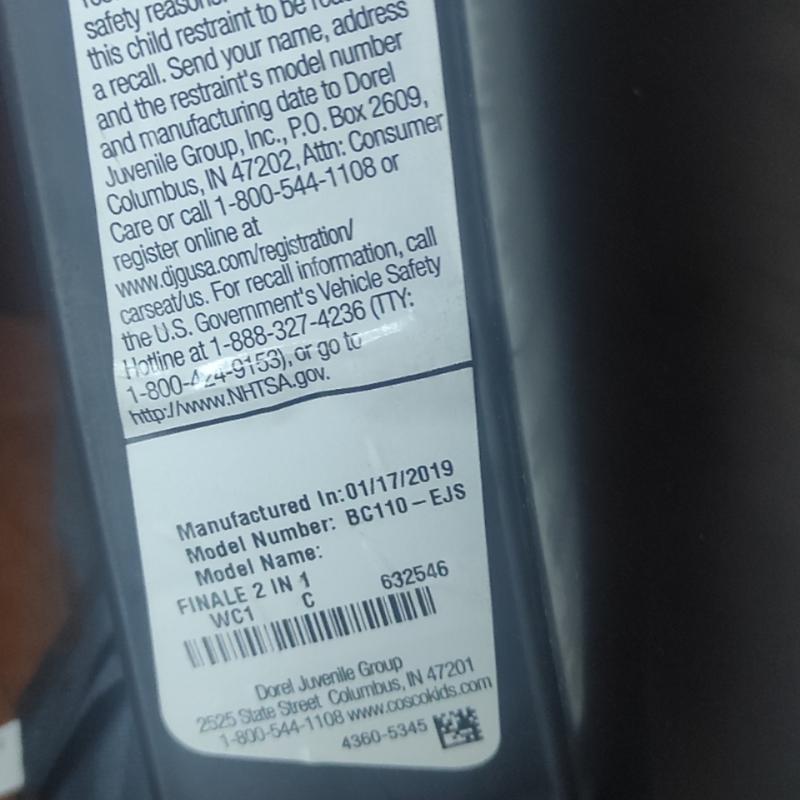 safety reasons
this child restraint to be
a recall. Send your name, address
and the restraint's model number
and manufacturing date to Dorel
Juvenile Group, Inc., P.O. Box 2609,
Columbus, IN 47202, Attn: Consumer
Care or call 1-800-544-1108 or
register online at
www.djgusa.com/registration/
carseat/us. For recall information, call
the U.S. Government's Vehicle Safety
Hotline at 1-888-327-4236 (TTY:
1-800-424-9153), or go to
http://www.NHTSA.gov.
Manufactured In: 01/17/2019
Model Number: BC110-EJS
Model Name:
FINALE 2 IN 1 632546
WC1 C
Dorel Juvenile Group
2525 State Street Columbus, IN 47201
1-800-544-1108 www.coscokids.com
4360-5345